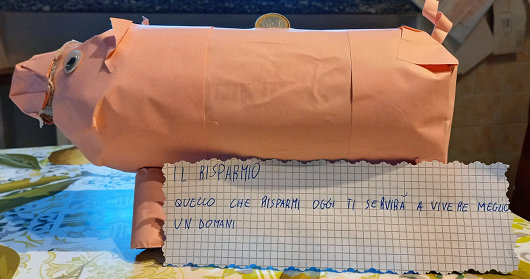 IL RISPARMIO
QUELLO CHE RISPARMI OGGI TI SERVIRÀ A VIVERE MEGLIO
UN DOMANI